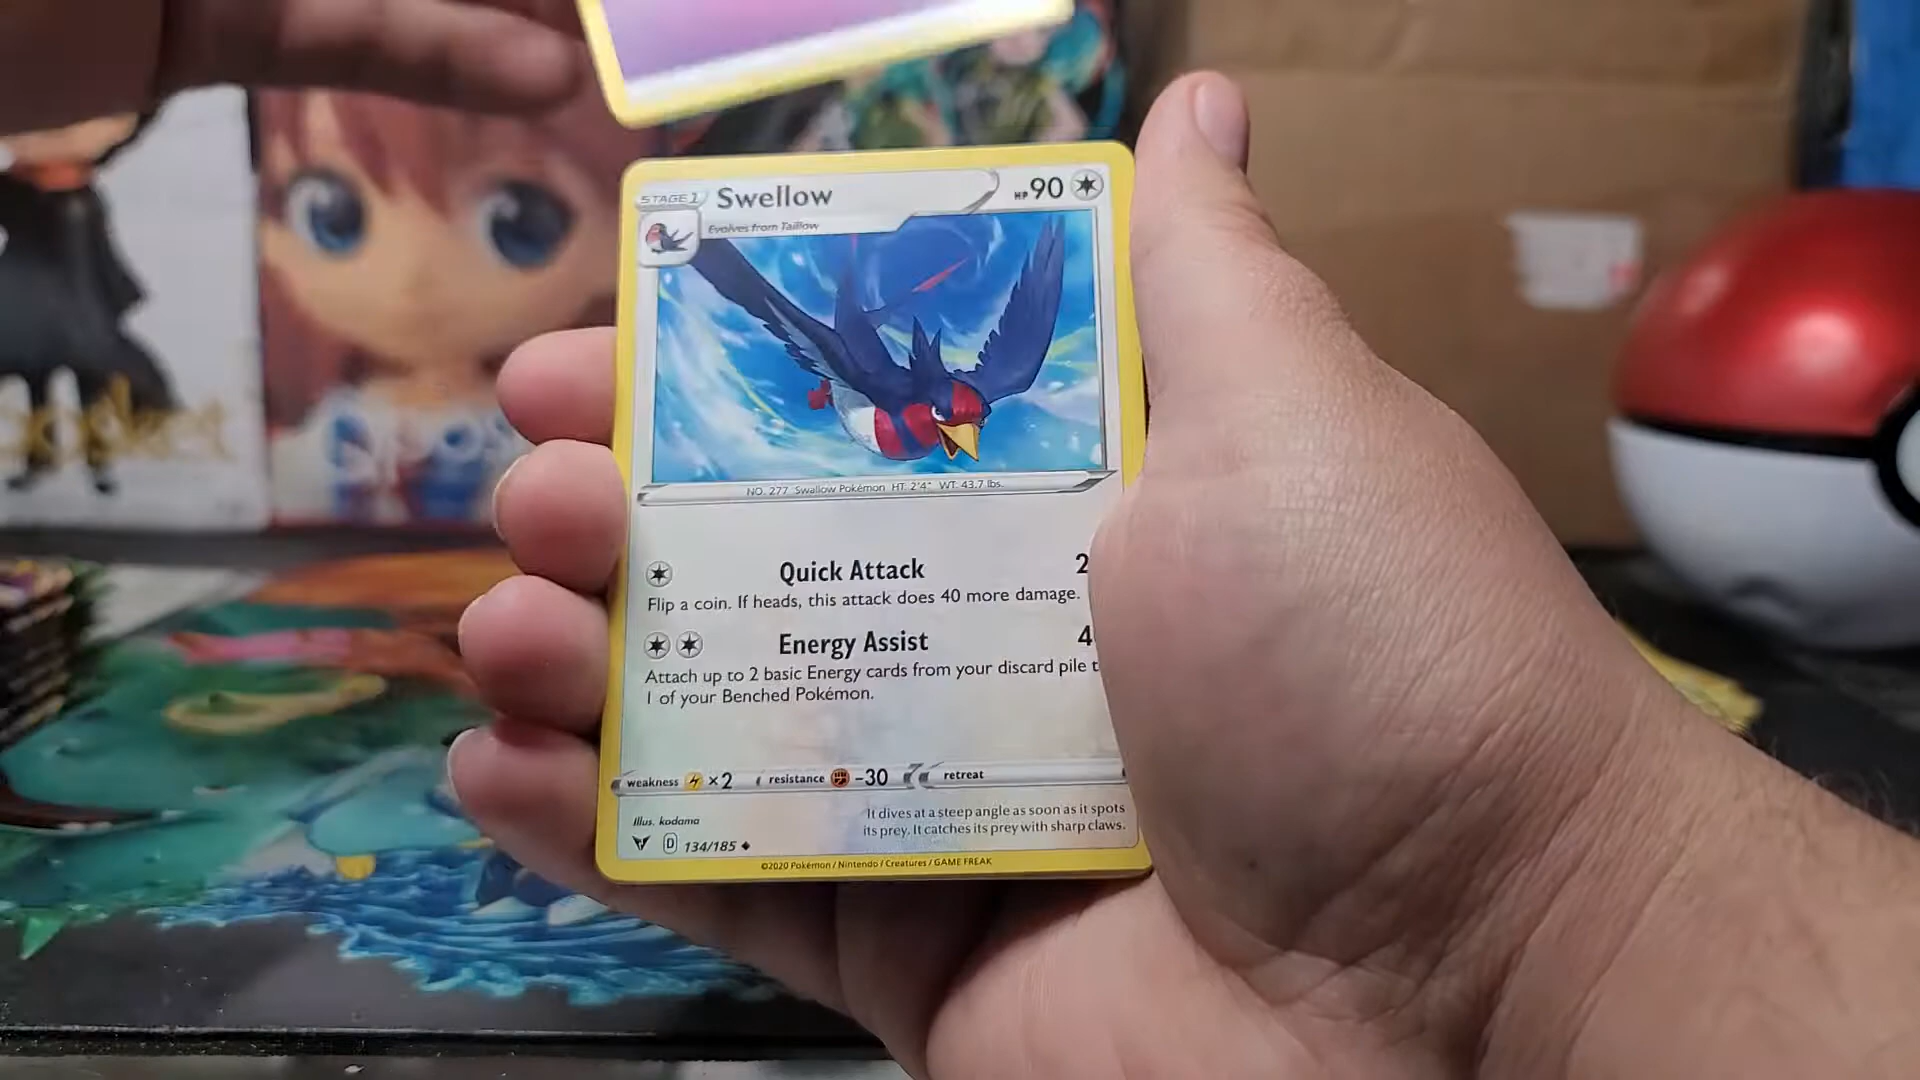 STAGE 1 Swellow HP 90
Evolves from Taillow
NO. 277 Swallow Pokémon HT: 2'4" WT: 43.7 lbs.
Quick Attack 2
Flip a coin. If heads, this attack does 40 more damage.
Energy Assist 4
Attach up to 2 basic Energy cards from your discard pile t
1 of your Benched Pokémon.
weakness ×2 resistance -30 retreat
It dives at a steep angle as soon as it spots
its prey. It catches its prey with sharp claws.
Illus. kodama
D 134/185
©2020 Pokémon / Nintendo / Creatures / GAME FREAK